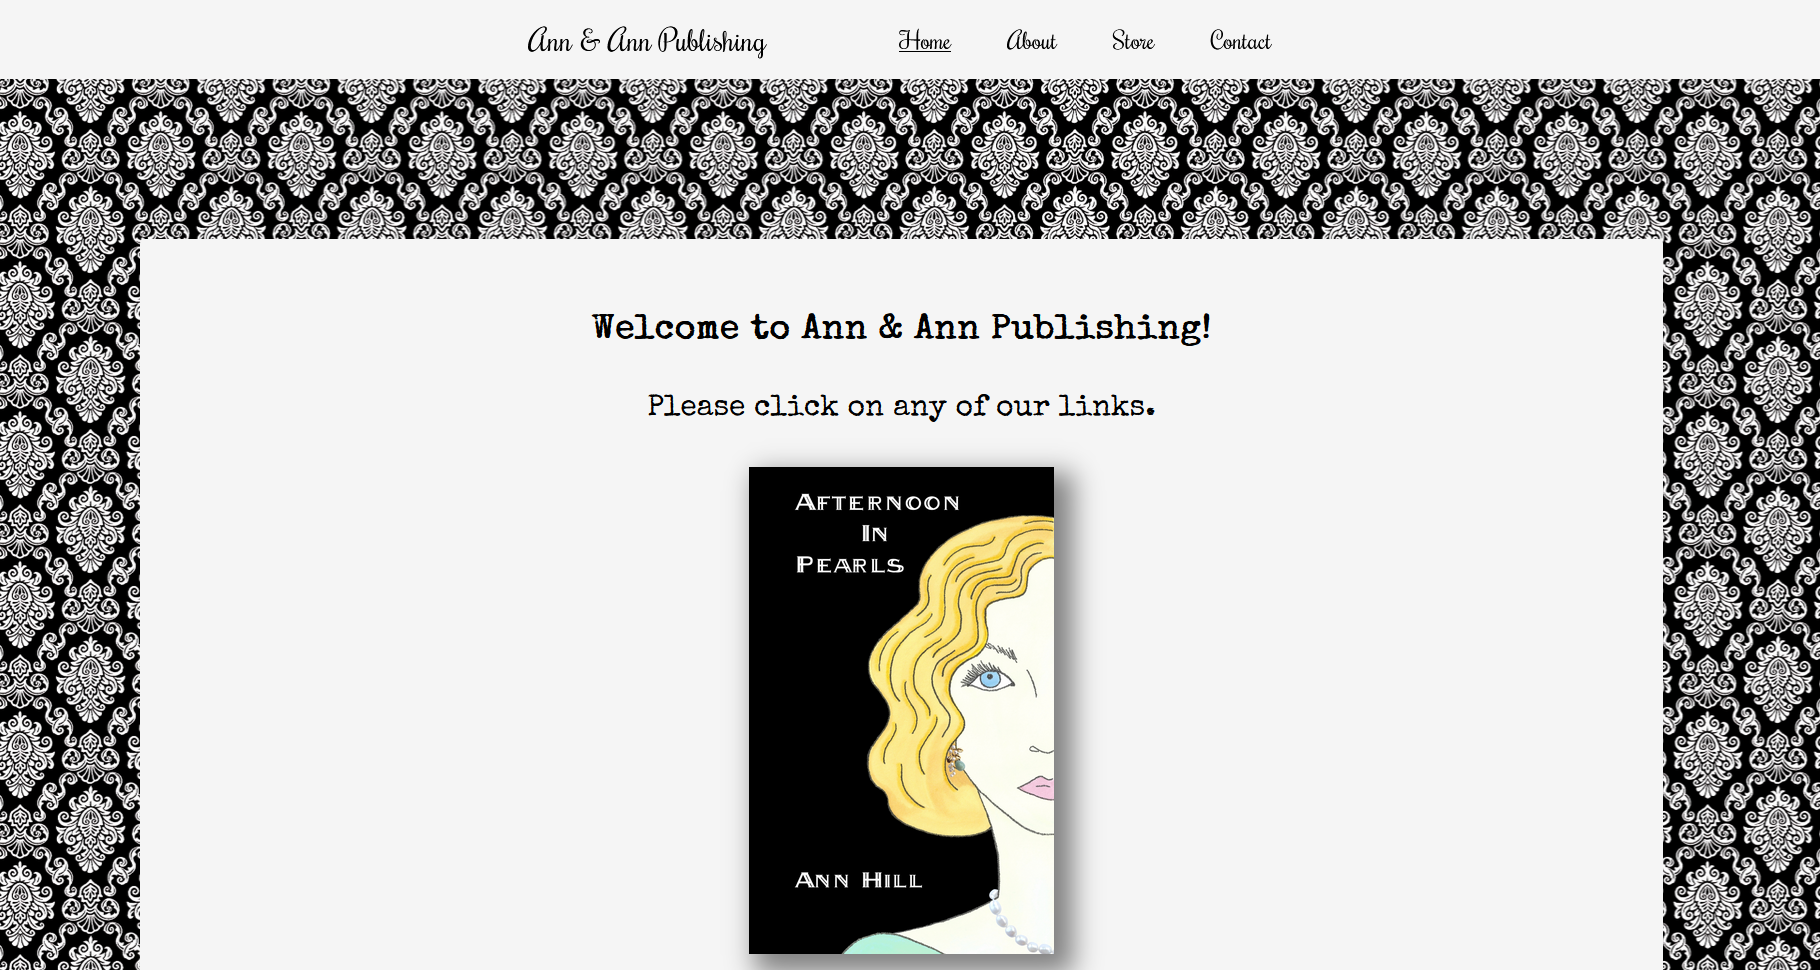 Ann & Ann Publishing
Home About Store Contact
Welcome to Ann & Ann Publishing!
Please click on any of our links.
Afternoon
In
Pearls
Ann Hill